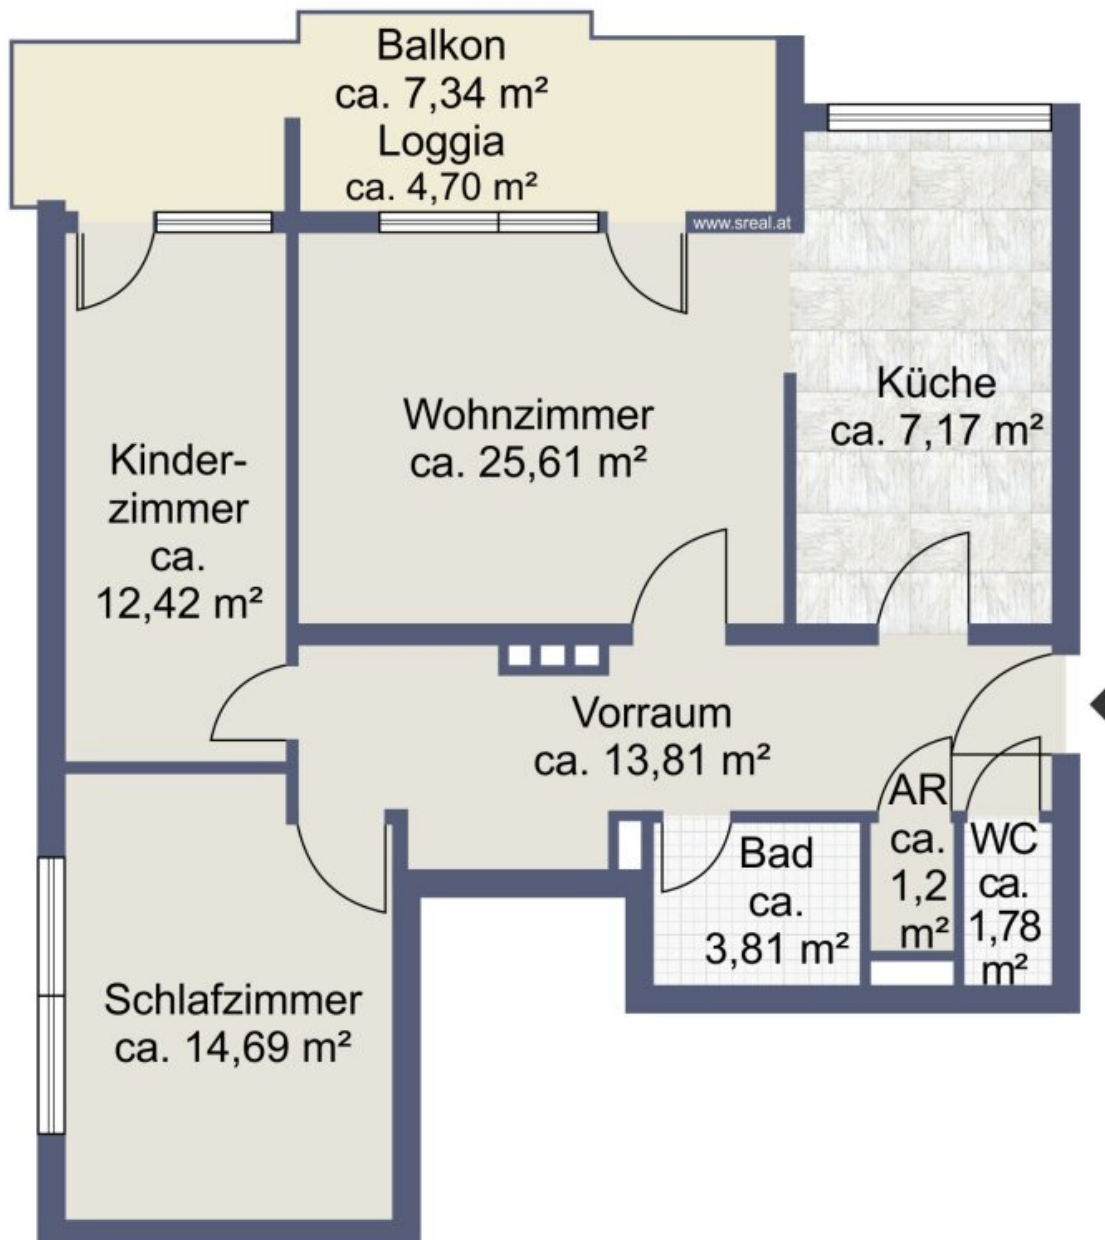 Balkon
ca. 7,34 m²
Loggia
ca. 4,70 m²
www.sreal.at
Küche
ca. 7,17 m²
Wohnzimmer
ca. 25,61 m²
Kinder-
zimmer
ca.
12,42 m²
Vorraum
ca. 13,81 m²
AR
ca.
1,2
m²
WC
ca.
1,78
m²
Bad
ca.
3,81 m²
Schlafzimmer
ca. 14,69 m²